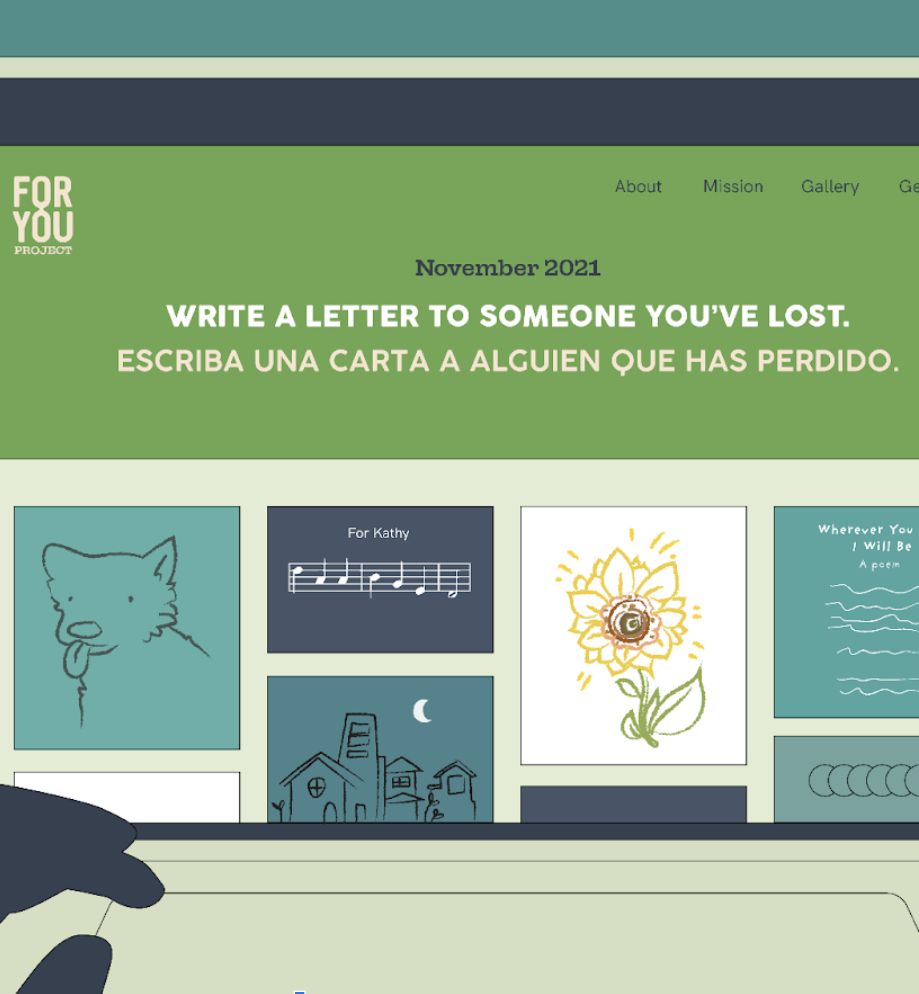 FOR
YOU
PROJECT
About Mission Gallery
November 2021
WRITE A LETTER TO SOMEONE YOU'VE LOST.
ESCRIBA UNA CARTA A ALGUIEN QUE HAS PERDIDO.
For Kathy
Wherever You
I Will Be
A poem